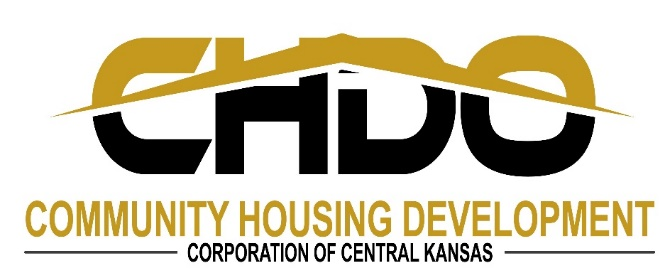 CHDO
COMMUNITY HOUSING DEVELOPMENT
CORPORATION OF CENTRAL KANSAS